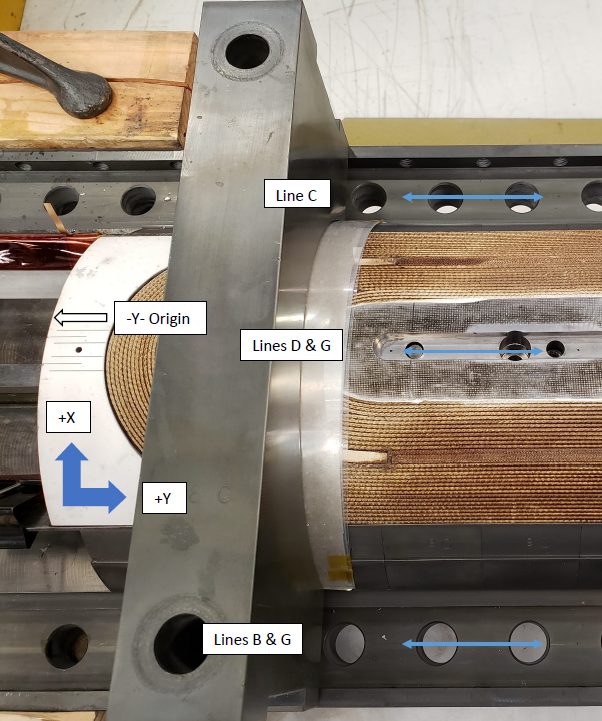 Line C
-Y- Origin
Lines D & G
+X
+Y
Lines B & G